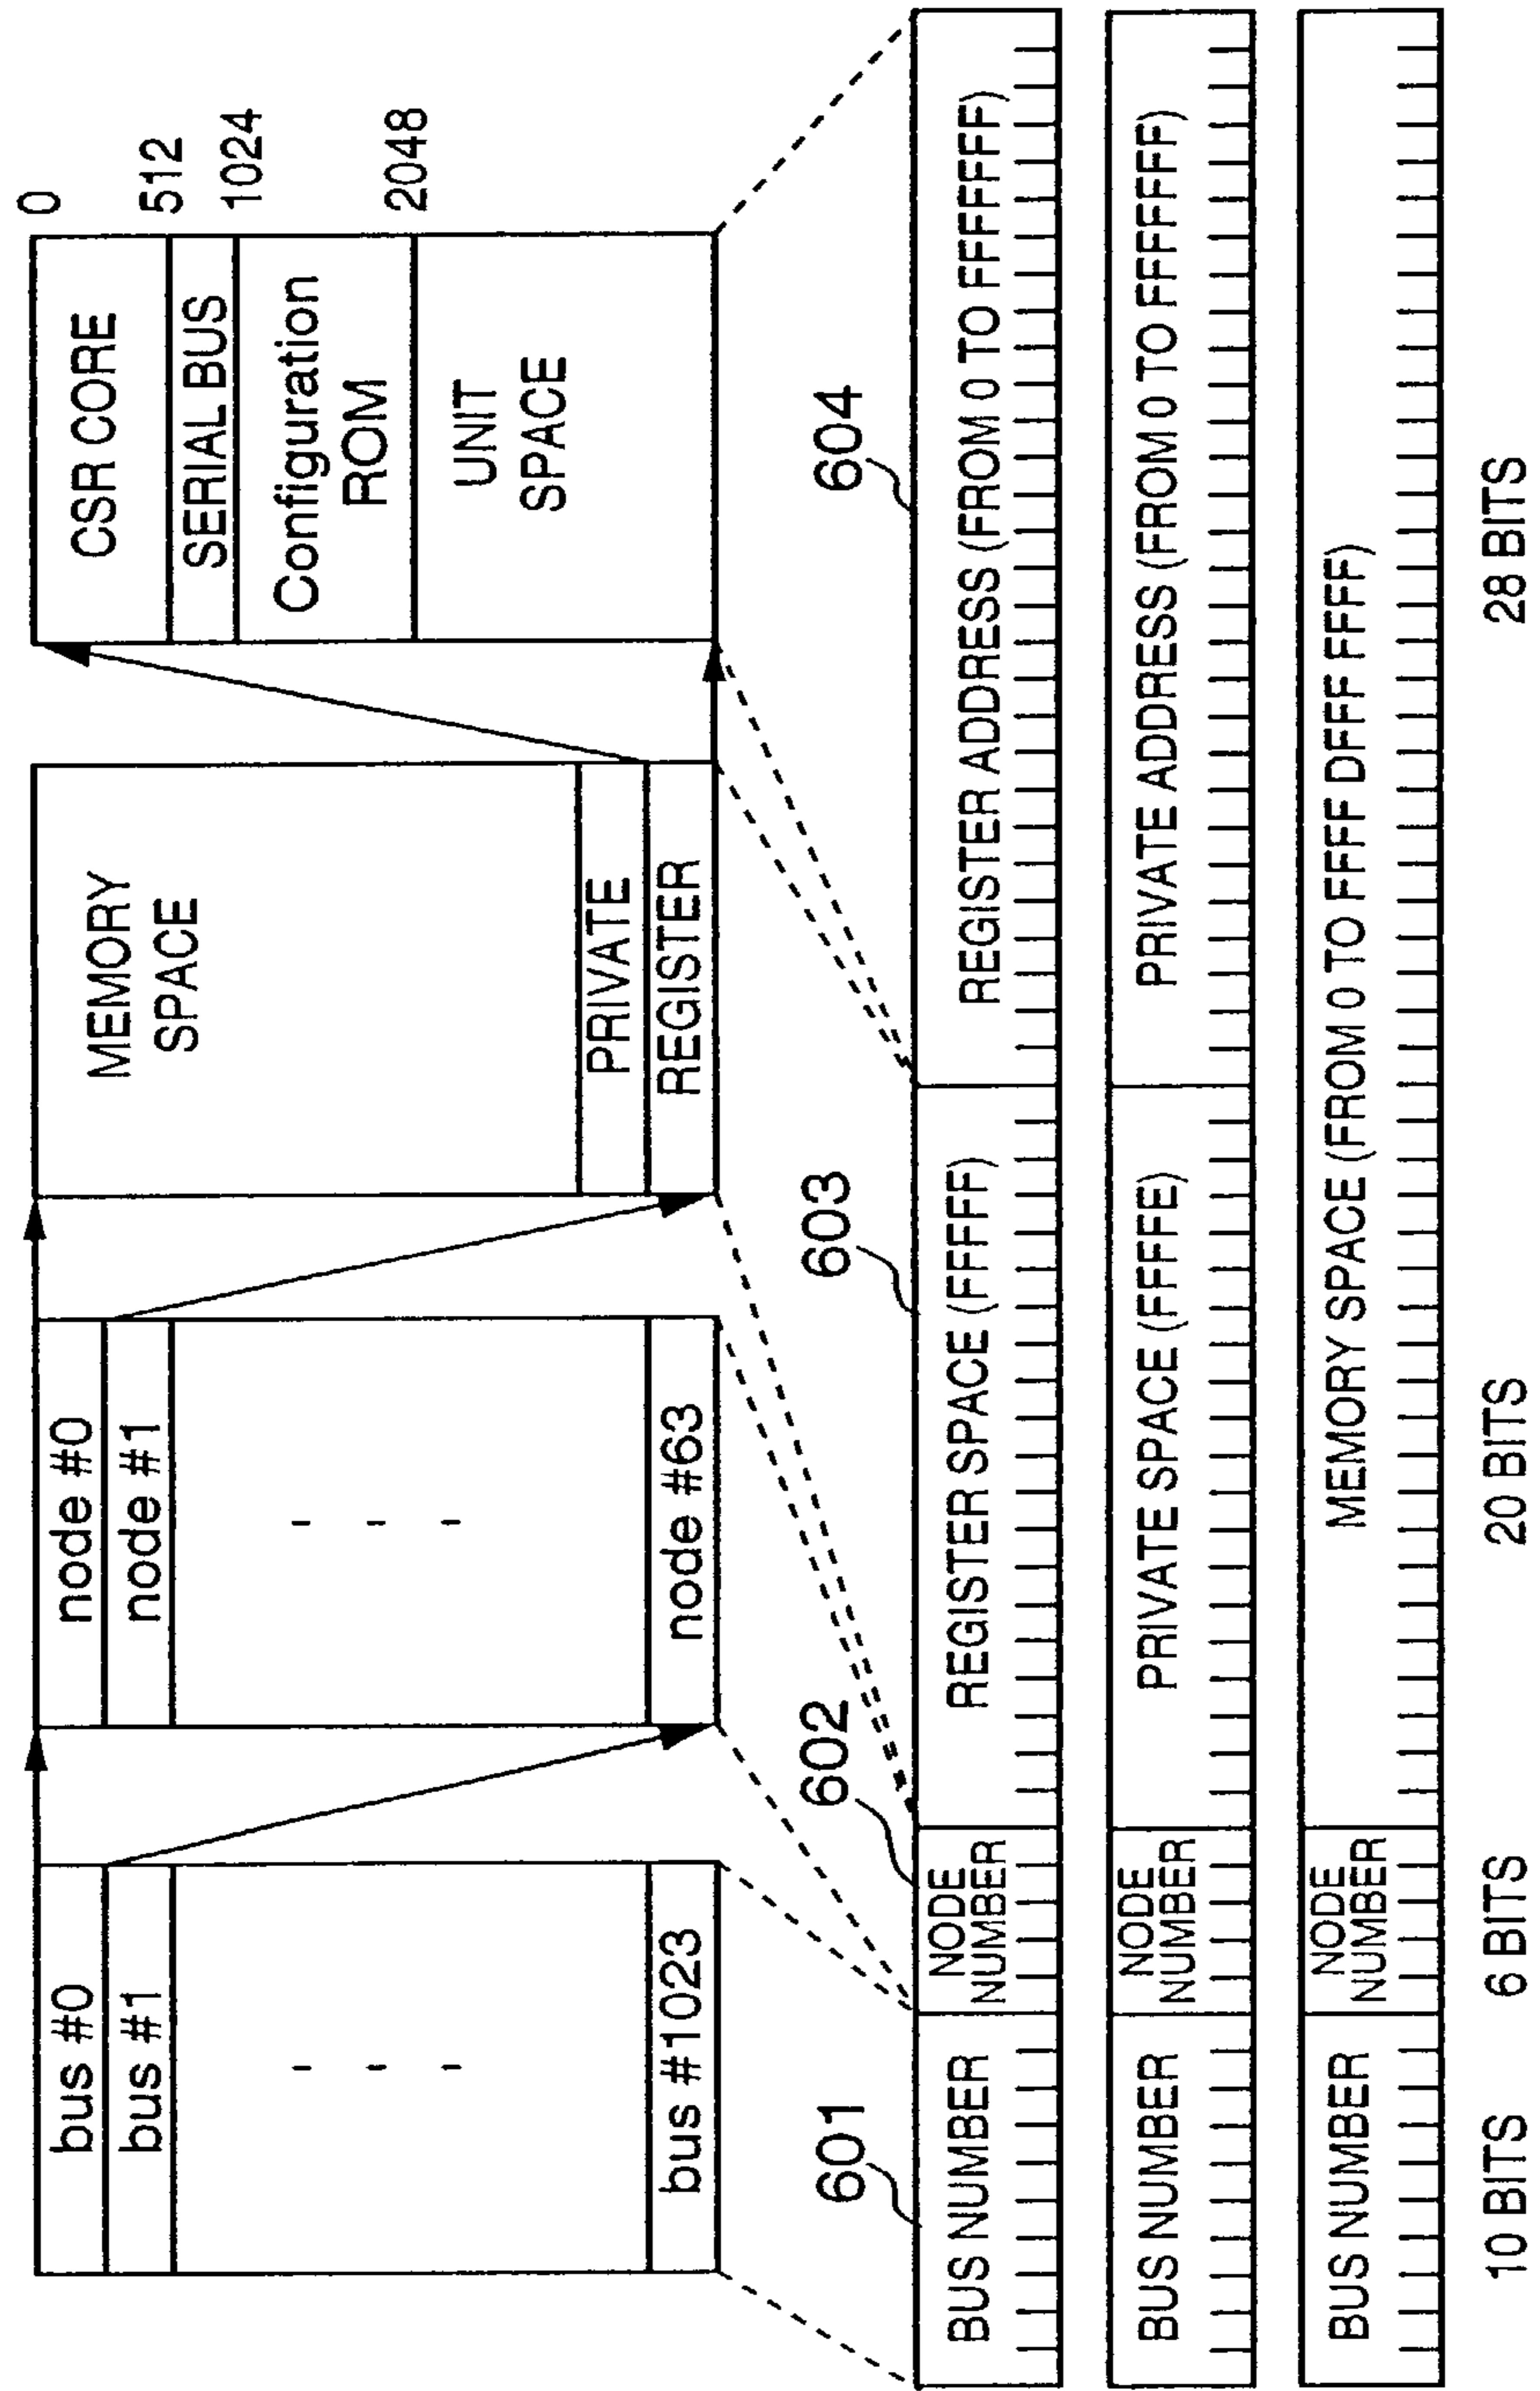 bus #0
bus #1
bus #1023
node #0
node #1
node #63
MEMORY
SPACE
PRIVATE
REGISTER
CSR CORE
SERIAL BUS
Configuration
ROM
UNIT
SPACE
0
512
1024
2048
601
602
603
604
BUS NUMBER
NODE
NUMBER
REGISTER SPACE (FFFFF)
REGISTER ADDRESS (FROM 0 TO FFFFFFF)
BUS NUMBER
NODE
NUMBER
PRIVATE SPACE (FFFFE)
PRIVATE ADDRESS (FROM 0 TO FFFFFFF)
BUS NUMBER
NODE
NUMBER
MEMORY SPACE (FROM 0 TO FFFF DFFF FFFF)
10 BITS
6 BITS
20 BITS
28 BITS